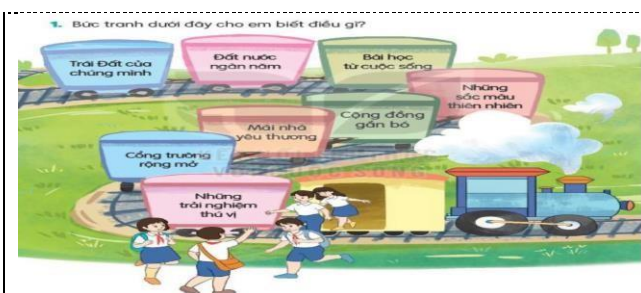 1. Bức tranh dưới đây cho em biết điều gì?
Trái Đất của
chúng mình
Đất nước
ngàn năm
Bài học
từ cuộc sống
Những
sắc màu
thiên nhiên
Cộng đồng
gắn bó
Mái nhà
yêu thương
Cổng trường
rộng mở
Những
trải nghiệm
thú vị